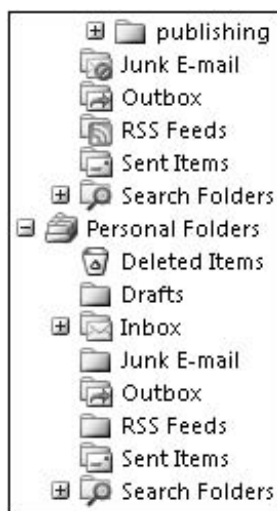 publishing
Junk E-mail
Outbox
RSS Feeds
Sent Items
Search Folders
Personal Folders
Deleted Items
Drafts
Inbox
Junk E-mail
Outbox
RSS Feeds
Sent Items
Search Folders